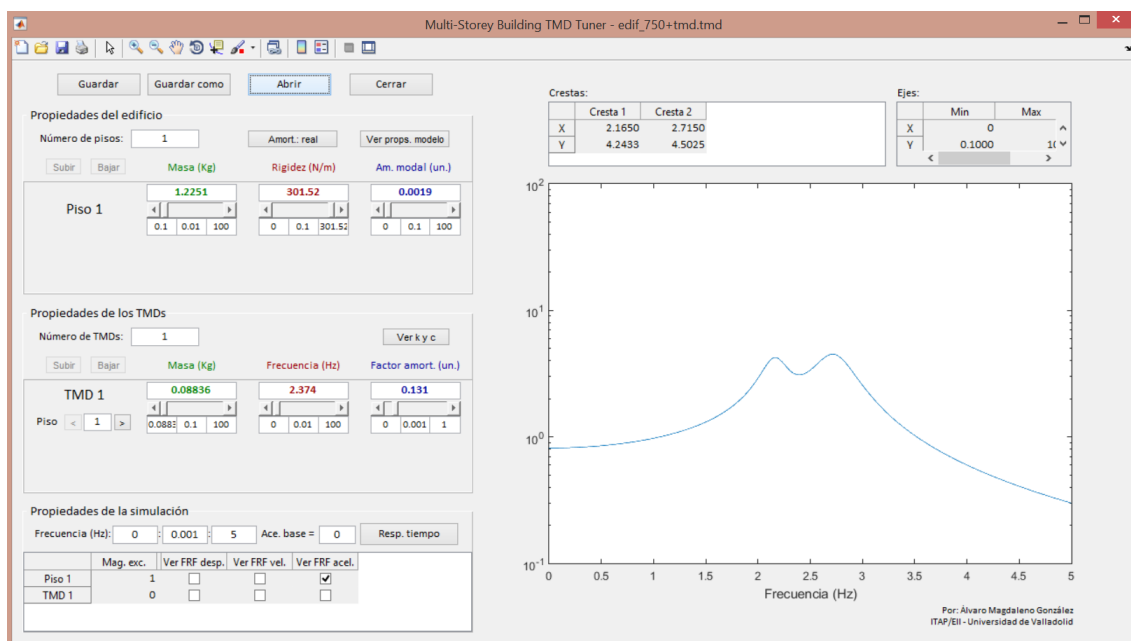 Multi-Storey Building TMD Tuner - edif_750+tmd.tmd
Guardar Guardar como Abrir Cerrar
Propiedades del edificio
Número de pisos: 1 Amort.: real Ver props. modelo
Subir Bajar Masa (Kg) Rigidez (N/m) Am. modal (un.)
Piso 1 1.2251 301.52 0.0019
0.1 0.01 100 0 0.1 301.52 0 0.1 100
Propiedades de los TMDs
Número de TMDs: 1 Ver k y c
Subir Bajar Masa (Kg) Frecuencia (Hz) Factor amort. (un.)
TMD 1 0.08836 2.374 0.131
Piso < 1 > 0.0883 0.1 100 0 0.01 100 0 0.001 1
Propiedades de la simulación
Frecuencia (Hz): 0 : 0.001 : 5 Ace. base = 0 Resp. tiempo
Mag. exc. Ver FRF desp. Ver FRF vel. Ver FRF acel.
Piso 1 1
TMD 1 0
Crestas:
Cresta 1 Cresta 2
X 2.1650 2.7150
Y 4.2433 4.5025
Ejes:
Min Max
X 0
Y 0.1000
10^2
10^1
10^0
10^-1
0 0.5 1 1.5 2 2.5 3 3.5 4 4.5 5
Frecuencia (Hz)
Por: Álvaro Magdaleno González
ITAP/EII - Universidad de Valladolid